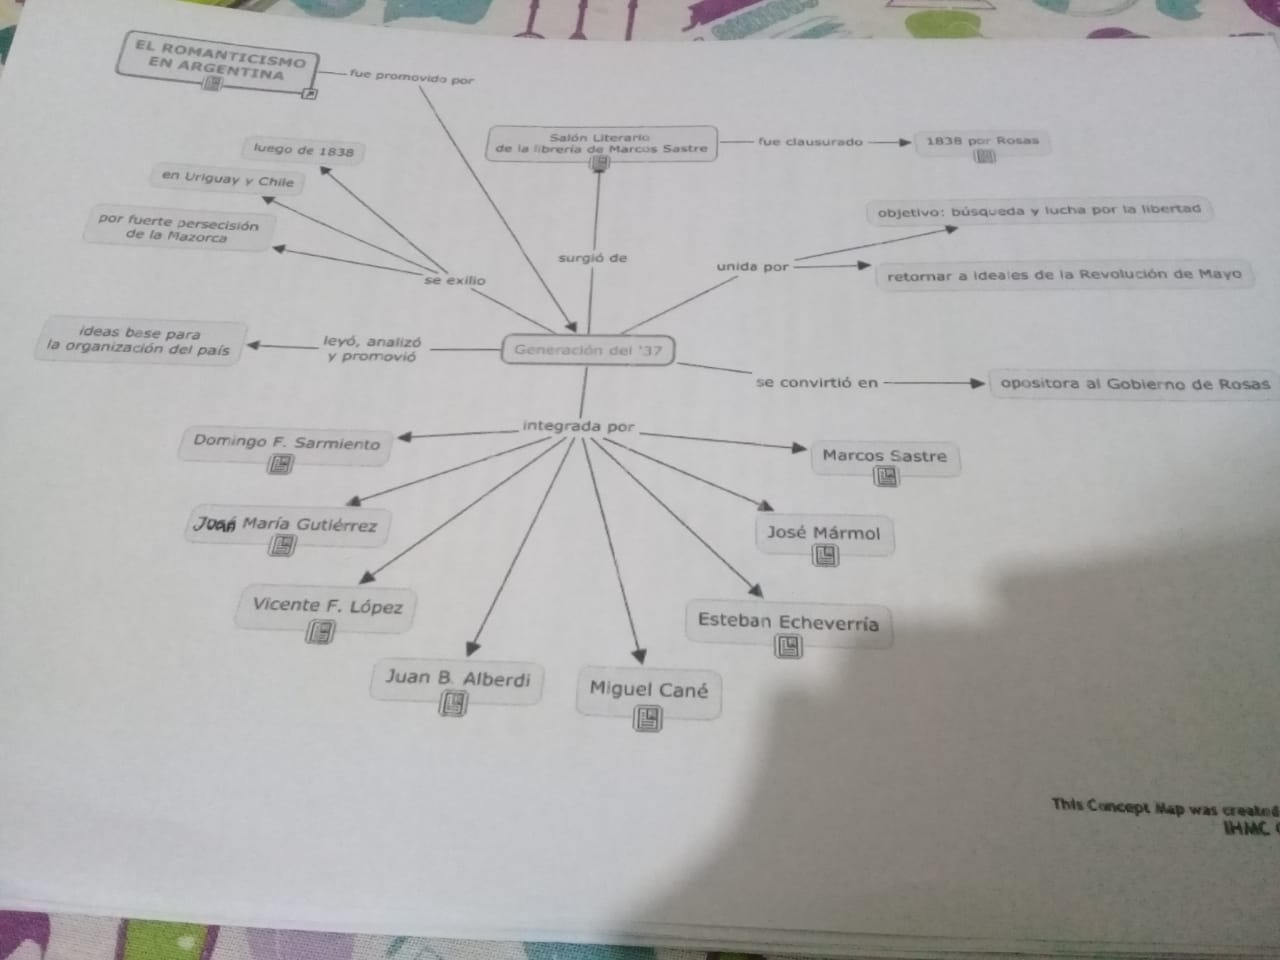 EL ROMANTICISMO
EN ARGENTINA
fue promovido por
Salón Literario
de la librería de Marcos Sastre
fue clausurado
1838 por Rosas
luego de 1838
en Uriguay y Chile
por fuerte persecisión
de la Mazorca
se exilio
surgió de
unida por
objetivo: búsqueda y lucha por la libertad
retornar a ideales de la Revolución de Mayo
ideas base para
la organización del país
leyó, analizó
y promovió
Generación del '37
se convirtió en
opositora al Gobierno de Rosas
integrada por
Domingo F. Sarmiento
Marcos Sastre
María Gutiérrez
José Mármol
Vicente F. López
Esteban Echeverría
Juan B. Alberdi
Miguel Cané
This Concept Map was created
IHMC